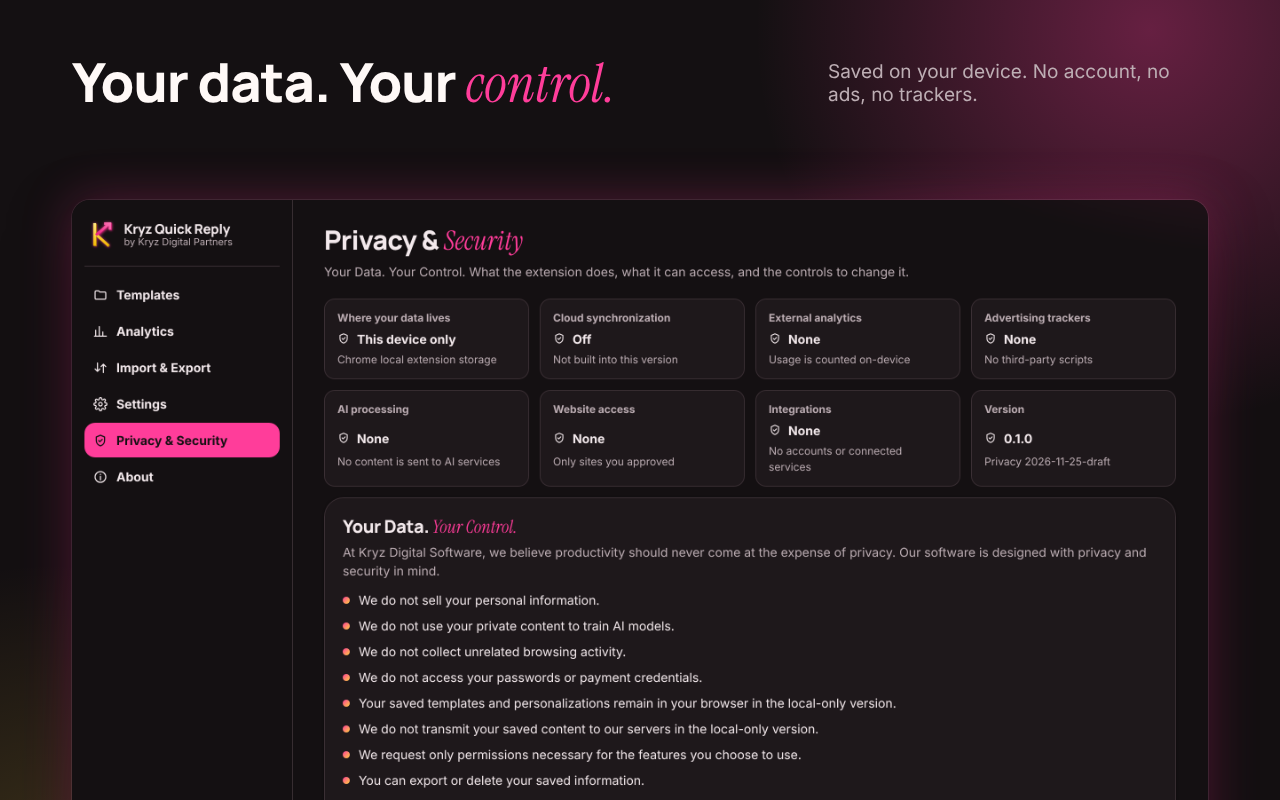 Your data. Your control.
Saved on your device. No account, no
ads, no trackers.
Kryz Quick Reply
by Kryz Digital Partners
Templates
Analytics
Import & Export
Settings
Privacy & Security
About
Privacy & Security
Your Data. Your Control. What the extension does, what it can access, and the controls to change it.
Where your data lives
This device only
Chrome local extension storage
Cloud synchronization
Off
Not built into this version
External analytics
None
Usage is counted on-device
Advertising trackers
None
No third-party scripts
AI processing
None
No content is sent to AI services
Website access
None
Only sites you approved
Integrations
None
No accounts or connected
services
Version
0.1.0
Privacy 2026-11-25-draft
Your Data. Your Control.
At Kryz Digital Software, we believe productivity should never come at the expense of privacy. Our software is designed with privacy and
security in mind.
We do not sell your personal information.
We do not use your private content to train AI models.
We do not collect unrelated browsing activity.
We do not access your passwords or payment credentials.
Your saved templates and personalizations remain in your browser in the local-only version.
We do not transmit your saved content to our servers in the local-only version.
We request only permissions necessary for the features you choose to use.
You can export or delete your saved information.